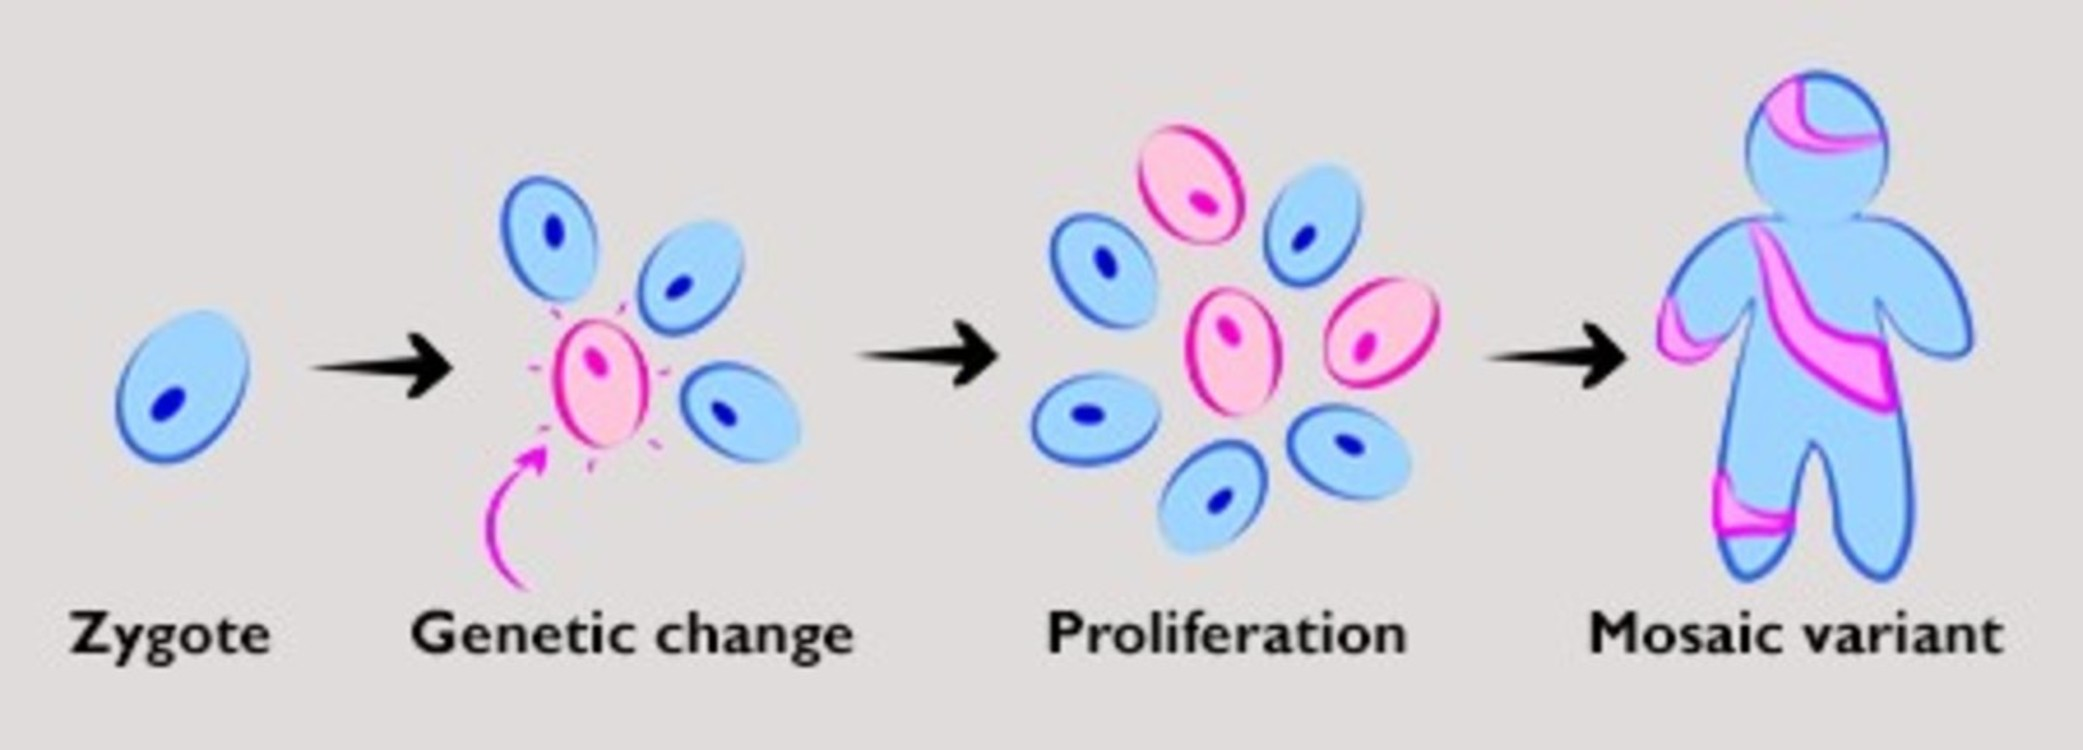 Zygote
Genetic change
Proliferation
Mosaic variant